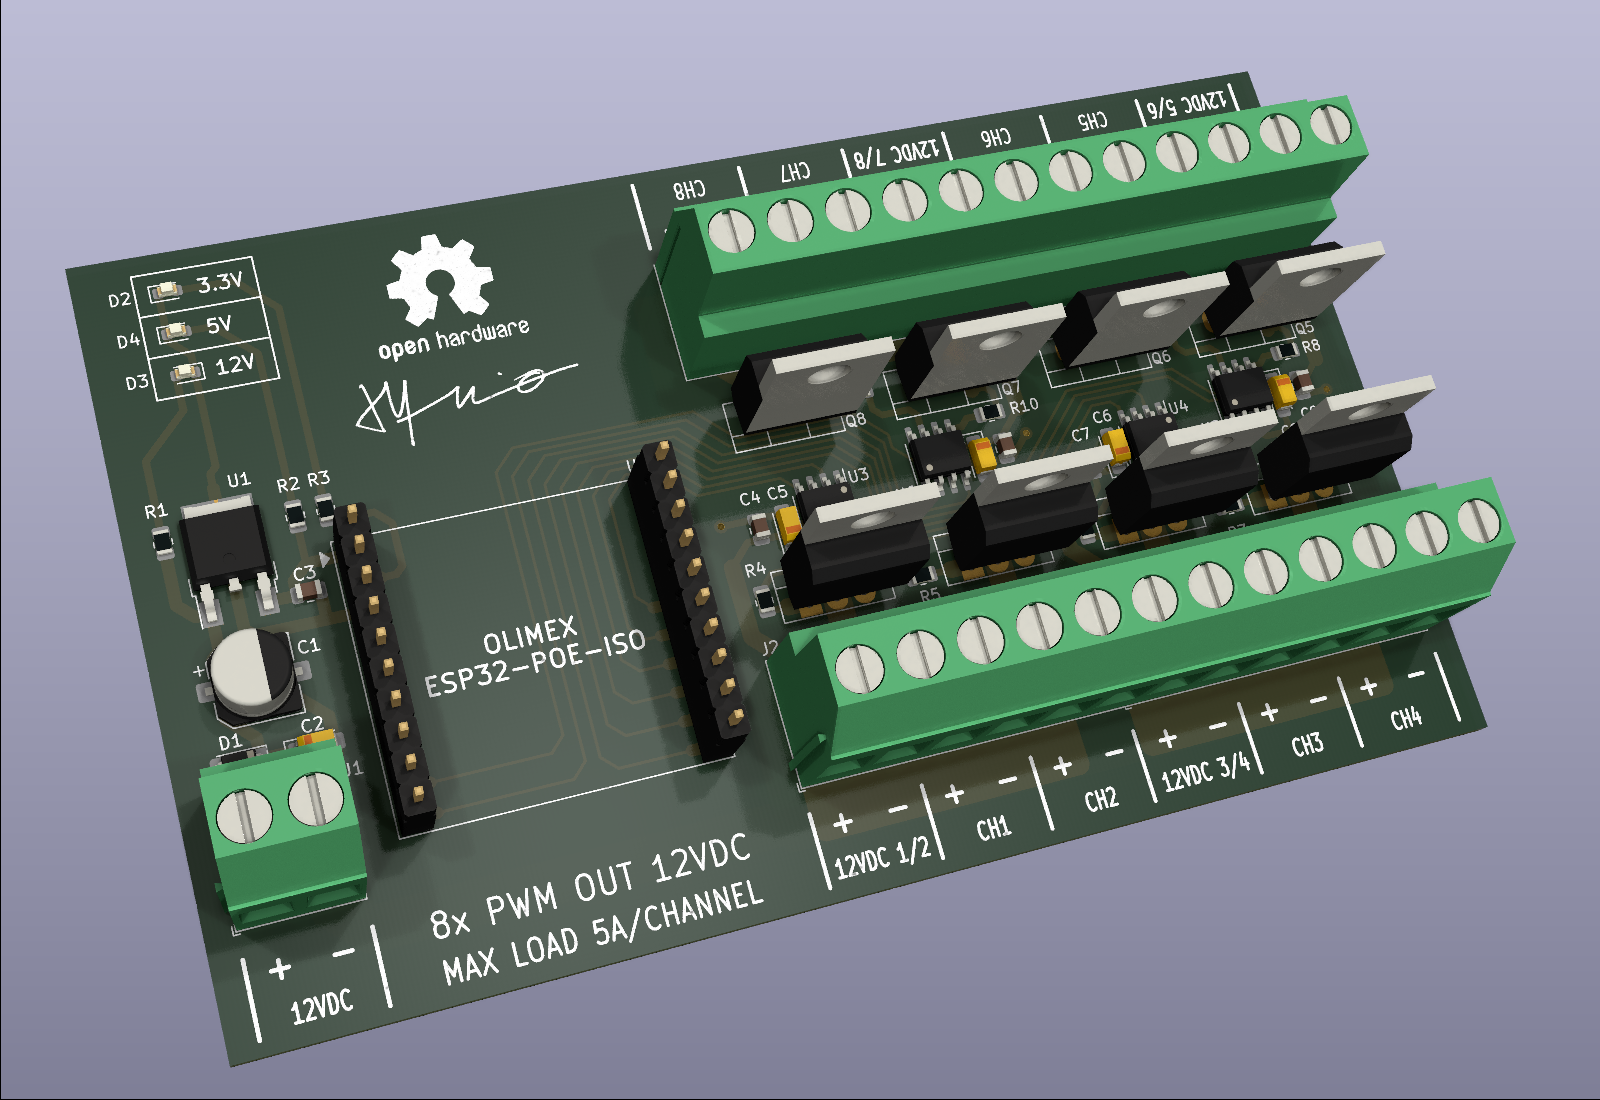 12VDC 5/6
CH5
CH6
12VDC 7/8
CH7
CH8
D2
3.3V
D4
5V
D3
12V
open hardware
Q5
R8
Q6
Q7
R10
Q8
U4
C6
C7
U3
C4 C5
U1
R2 R3
R1
C3
R4
R5
J2
OLIMEX
ESP32-POE-ISO
C1
+
C2
D1
+ -
CH4
+ -
CH3
+ -
12VDC 3/4
+ -
CH2
+ -
CH1
+ -
12VDC 1/2
8x PWM OUT 12VDC
MAX LOAD 5A/CHANNEL
+ -
12VDC